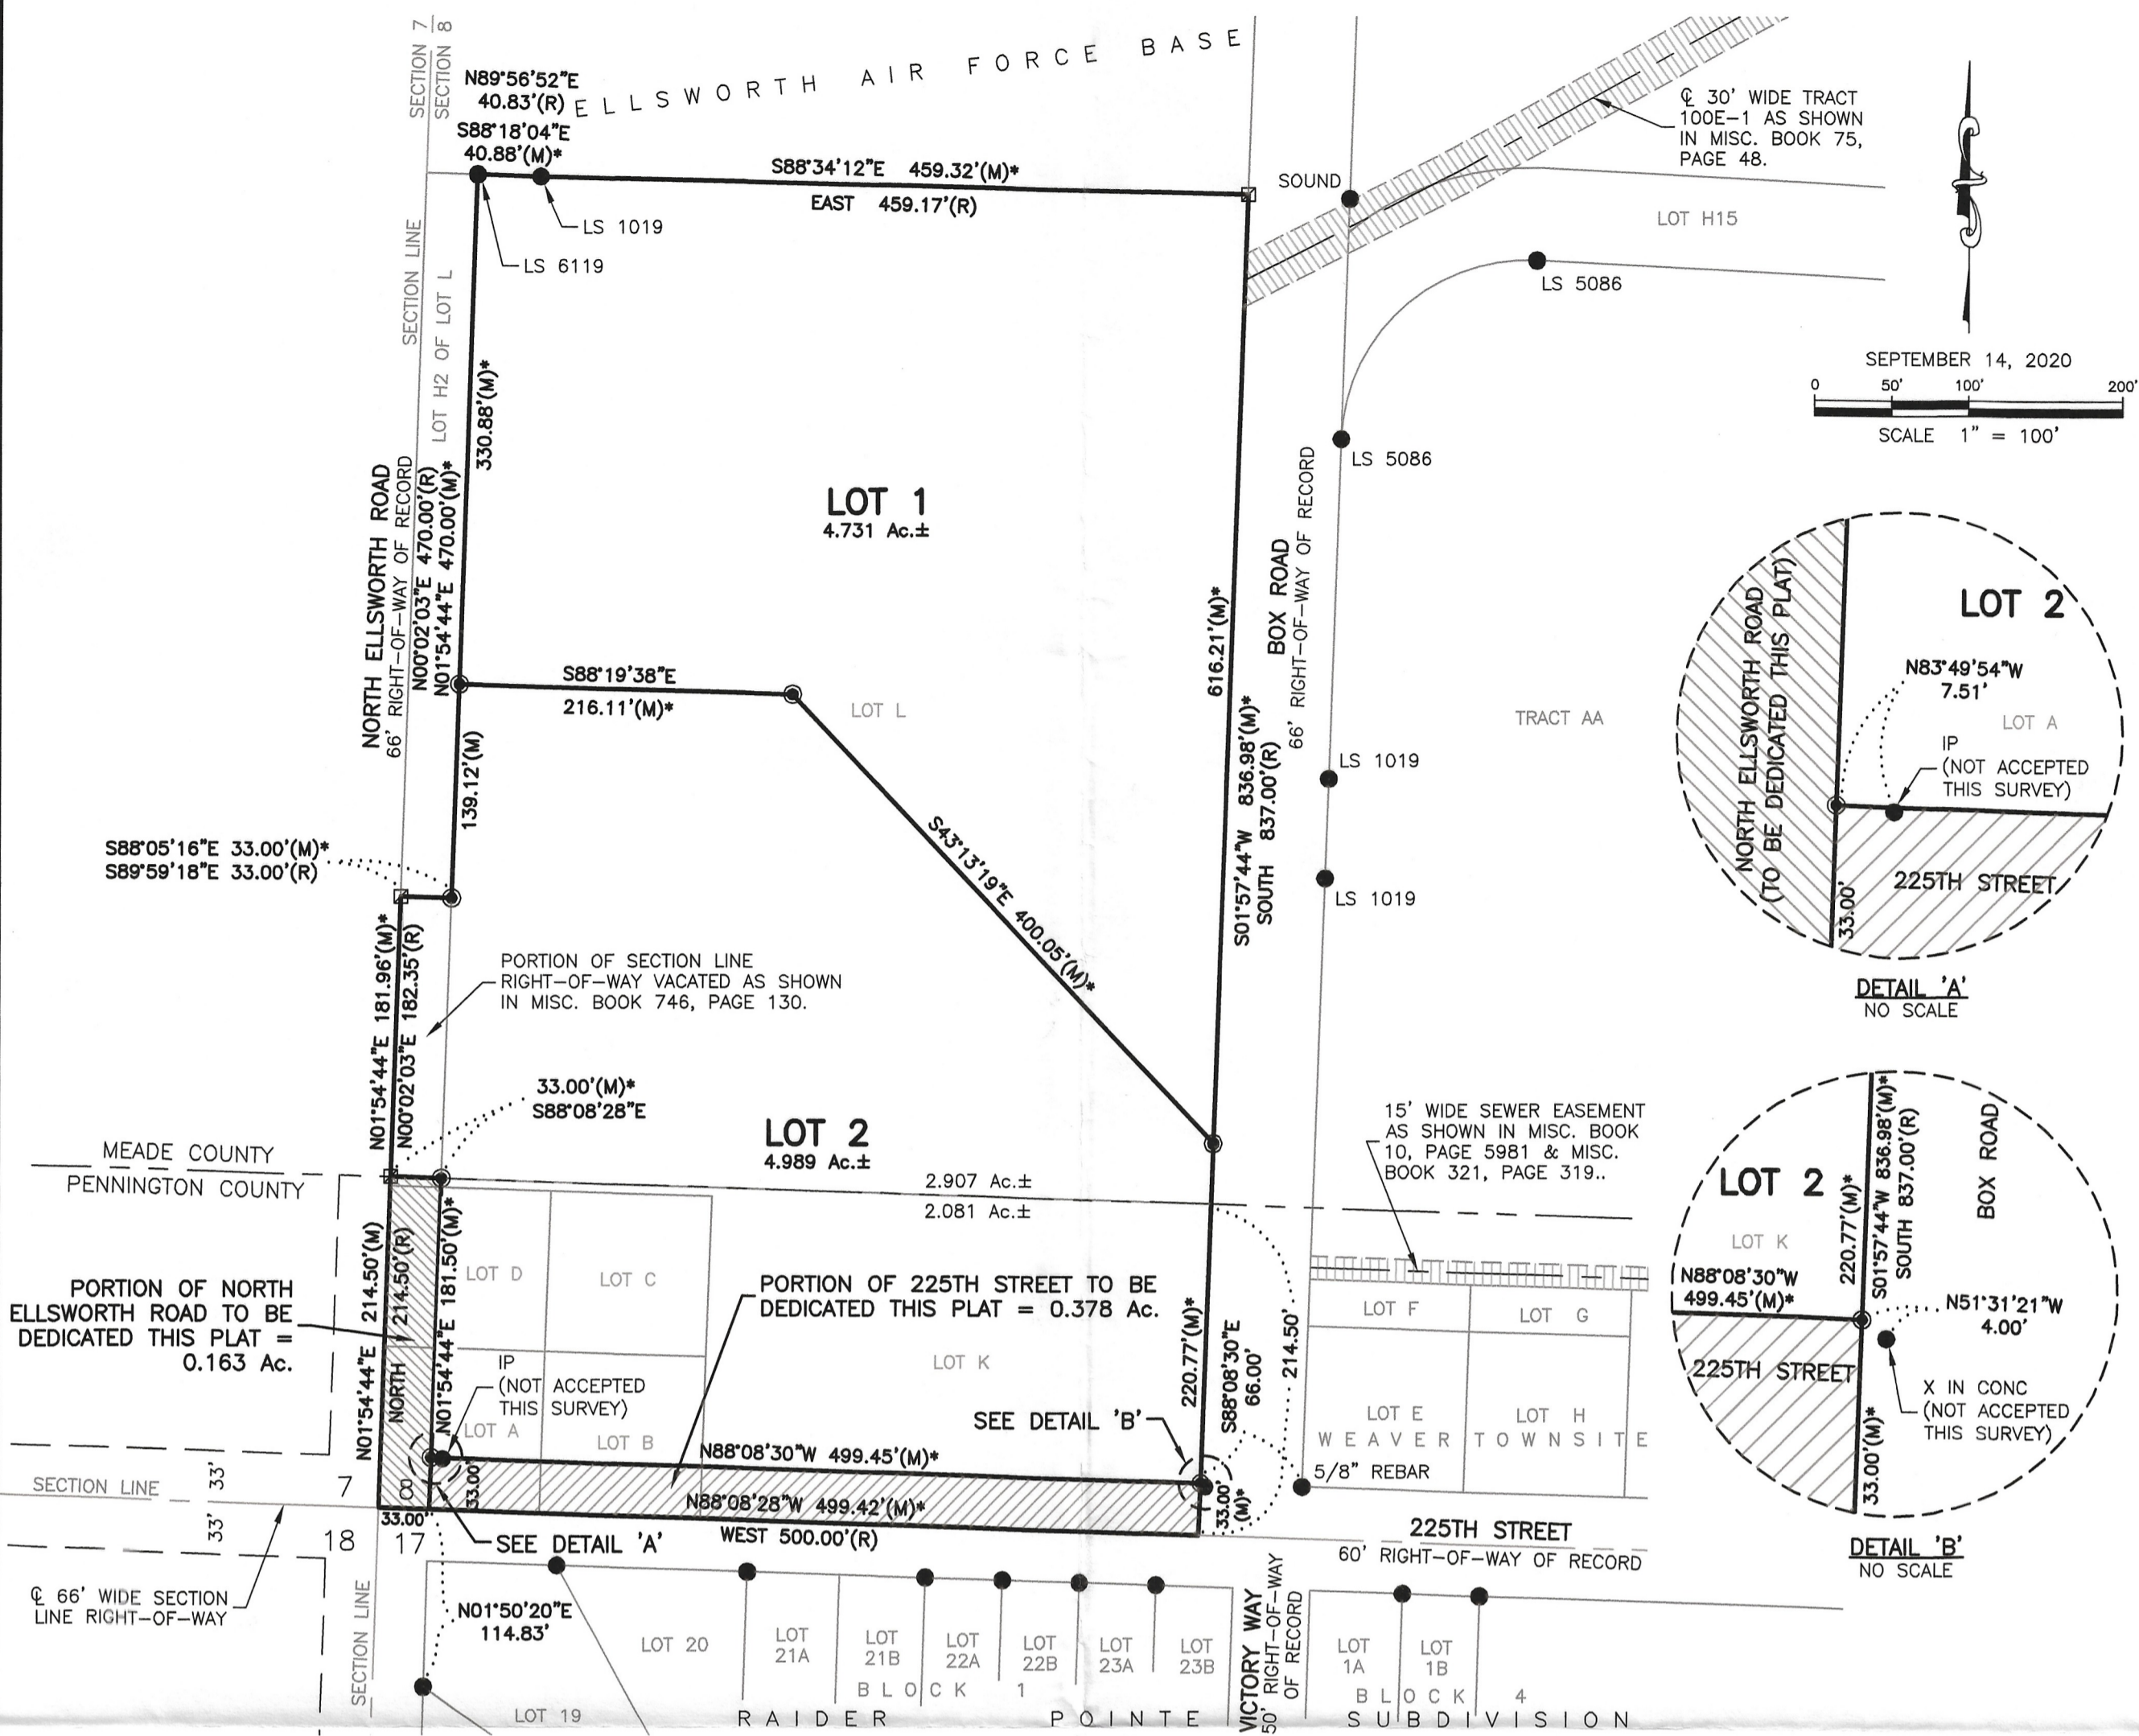 SECTION 7
SECTION 8
N89°56'52"E
40.83'(R)
S88°18'04"E
40.88'(M)*
ELLSWORTH AIR FORCE BASE
S88°34'12"E 459.32'(M)*
EAST 459.17'(R)
LS 1019
LS 6119
SOUND
℄ 30' WIDE TRACT
100E-1 AS SHOWN
IN MISC. BOOK 75,
PAGE 48.
LOT H15
LS 5086
LS 5086
SEPTEMBER 14, 2020
0 50' 100' 200'
SCALE 1" = 100'
SECTION LINE
LOT H2 OF LOT L
330.88'(M)*
NORTH ELLSWORTH ROAD
66' RIGHT-OF-WAY OF RECORD
N00°02'03"E 470.00'(R)
N01°54'44"E 470.00'(M)*
LOT 1
4.731 Ac.±
616.21'(M)*
BOX ROAD
66' RIGHT-OF-WAY OF RECORD
S01°57'44"W 836.98'(M)*
SOUTH 837.00'(R)
S88°19'38"E
216.11'(M)*
LOT L
139.12'(M)
TRACT AA
LS 1019
LS 1019
S43°13'19"E 400.05'(M)*
S88°05'16"E 33.00'(M)*
S89°59'18"E 33.00'(R)
N01°54'44"E 181.96'(M)*
N00°02'03"E 182.35'(R)
PORTION OF SECTION LINE
RIGHT-OF-WAY VACATED AS SHOWN
IN MISC. BOOK 746, PAGE 130.
33.00'(M)*
S88°08'28"E
LOT 2
4.989 Ac.±
2.907 Ac.±
2.081 Ac.±
MEADE COUNTY
PENNINGTON COUNTY
15' WIDE SEWER EASEMENT
AS SHOWN IN MISC. BOOK
10, PAGE 5981 & MISC.
BOOK 321, PAGE 319..
PORTION OF NORTH
ELLSWORTH ROAD TO BE
DEDICATED THIS PLAT =
0.163 Ac.
N01°54'44"E 214.50'(M)
NORTH 214.50'(R)
N01°54'44"E 181.50'(M)*
LOT D
LOT C
PORTION OF 225TH STREET TO BE
DEDICATED THIS PLAT = 0.378 Ac.
LOT K
IP
(NOT ACCEPTED
THIS SURVEY)
LOT A
LOT B
SEE DETAIL 'B'
220.77'(M)*
S88°08'30"E
66.00'
214.50'
LOT F
LOT G
LOT E
LOT H
WEAVER TOWNSITE
5/8" REBAR
N88°08'30"W 499.45'(M)*
33.00'
33.00'
(M)*
N88°08'28"W 499.42'(M)*
WEST 500.00'(R)
SECTION LINE
33'
33'
7
8
18
17
33.00'
SEE DETAIL 'A'
225TH STREET
60' RIGHT-OF-WAY OF RECORD
℄ 66' WIDE SECTION
LINE RIGHT-OF-WAY
SECTION LINE
N01°50'20"E
114.83'
LOT 19
LOT 20
LOT
21A
LOT
21B
LOT
22A
LOT
22B
LOT
23A
LOT
23B
BLOCK 1
VICTORY WAY
50' RIGHT-OF-WAY
OF RECORD
LOT
1A
LOT
1B
BLOCK 4
RAIDER POINTE SUBDIVISION
NORTH ELLSWORTH ROAD
(TO BE DEDICATED THIS PLAT)
LOT 2
N83°49'54"W
7.51'
LOT A
IP
(NOT ACCEPTED
THIS SURVEY)
225TH STREET
33.00'
DETAIL 'A'
NO SCALE
LOT 2
220.77'(M)*
S01°57'44"W 836.98'(M)*
SOUTH 837.00'(R)
BOX ROAD
LOT K
N88°08'30"W
499.45'(M)*
N51°31'21"W
4.00'
225TH STREET
X IN CONC
(NOT ACCEPTED
THIS SURVEY)
33.00'(M)*
DETAIL 'B'
NO SCALE